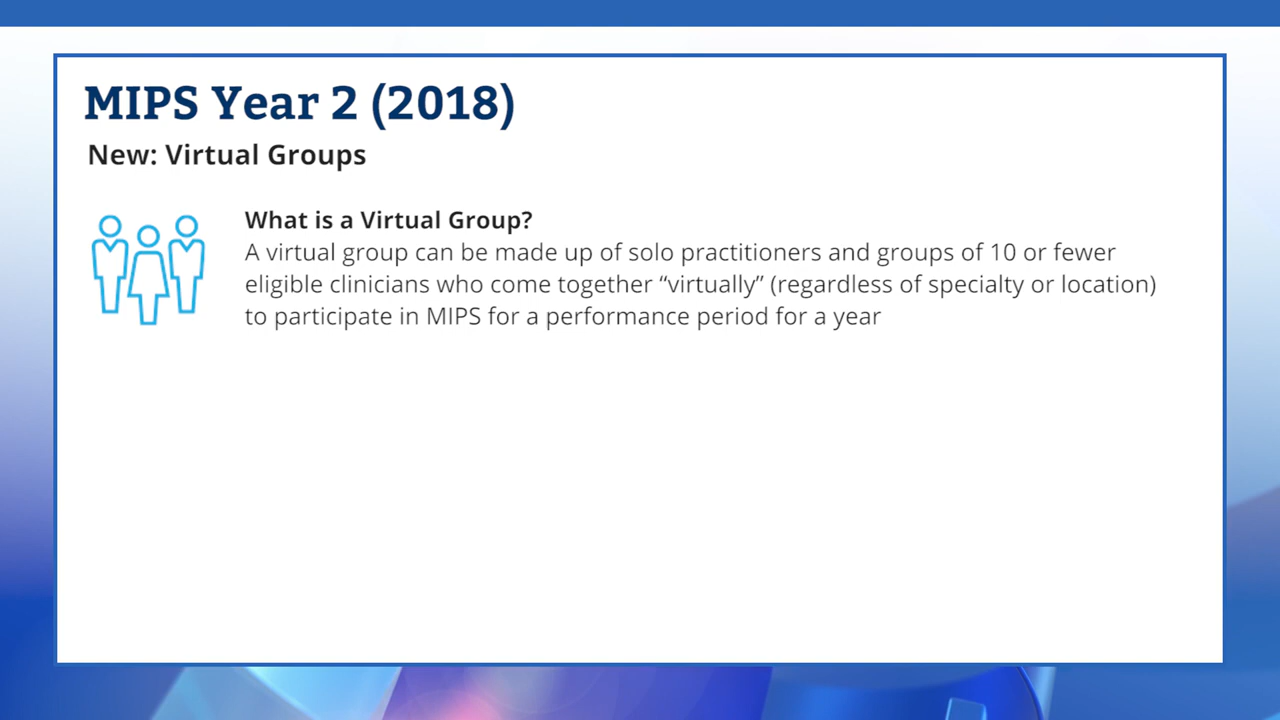 MIPS Year 2 (2018)
New: Virtual Groups
What is a Virtual Group?
A virtual group can be made up of solo practitioners and groups of 10 or fewer
eligible clinicians who come together “virtually” (regardless of specialty or location)
to participate in MIPS for a performance period for a year